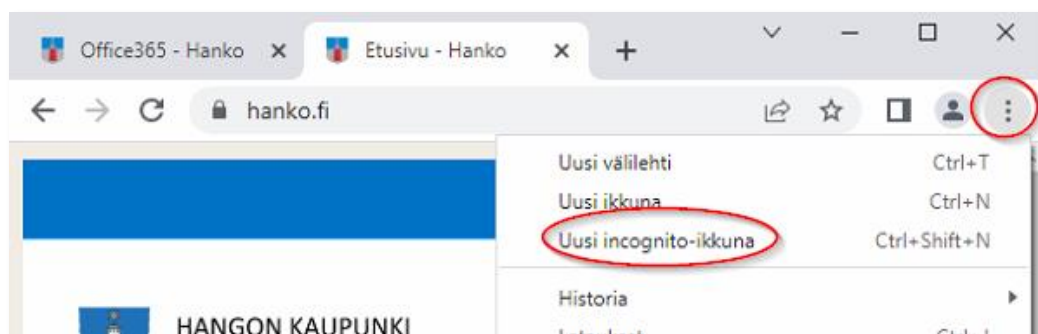 Office365 - Hanko
Etusivu - Hanko
hanko.fi
Uusi välilehti Ctrl+T
Uusi ikkuna Ctrl+N
Uusi incognito-ikkuna Ctrl+Shift+N
Historia
HANGON KAUPUNKI